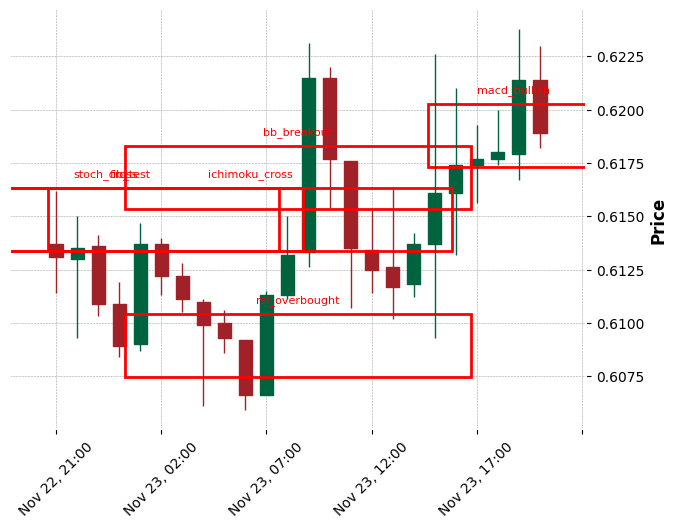 0.6225
macd_bullish
0.6200
bb_breakout
0.6175
stoch_cross
ichimoku_cross
0.6150
Price
0.6125
rsi_overbought
0.6100
0.6075
Nov 22, 21:00
Nov 23, 02:00
Nov 23, 07:00
Nov 23, 12:00
Nov 23, 17:00